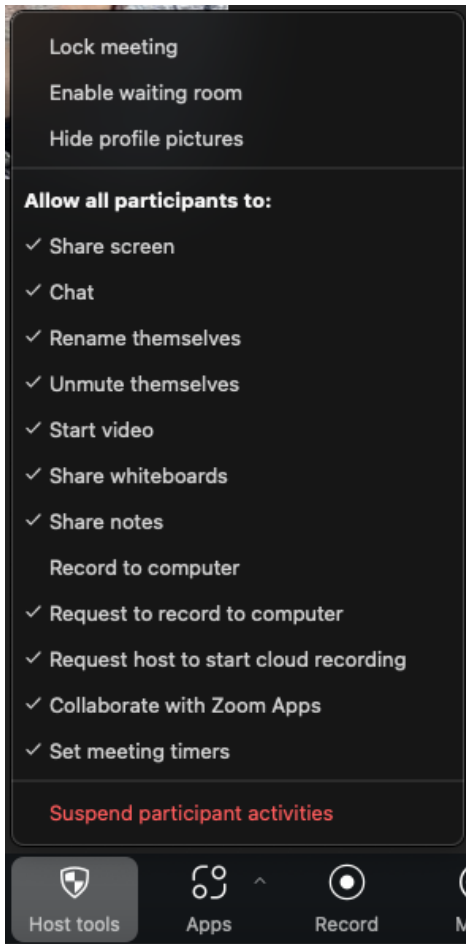 Lock meeting
Enable waiting room
Hide profile pictures
Allow all participants to:
Share screen
Chat
Rename themselves
Unmute themselves
Start video
Share whiteboards
Share notes
Record to computer
Request to record to computer
Request host to start cloud recording
Collaborate with Zoom Apps
Set meeting timers
Suspend participant activities
Host tools Apps Record